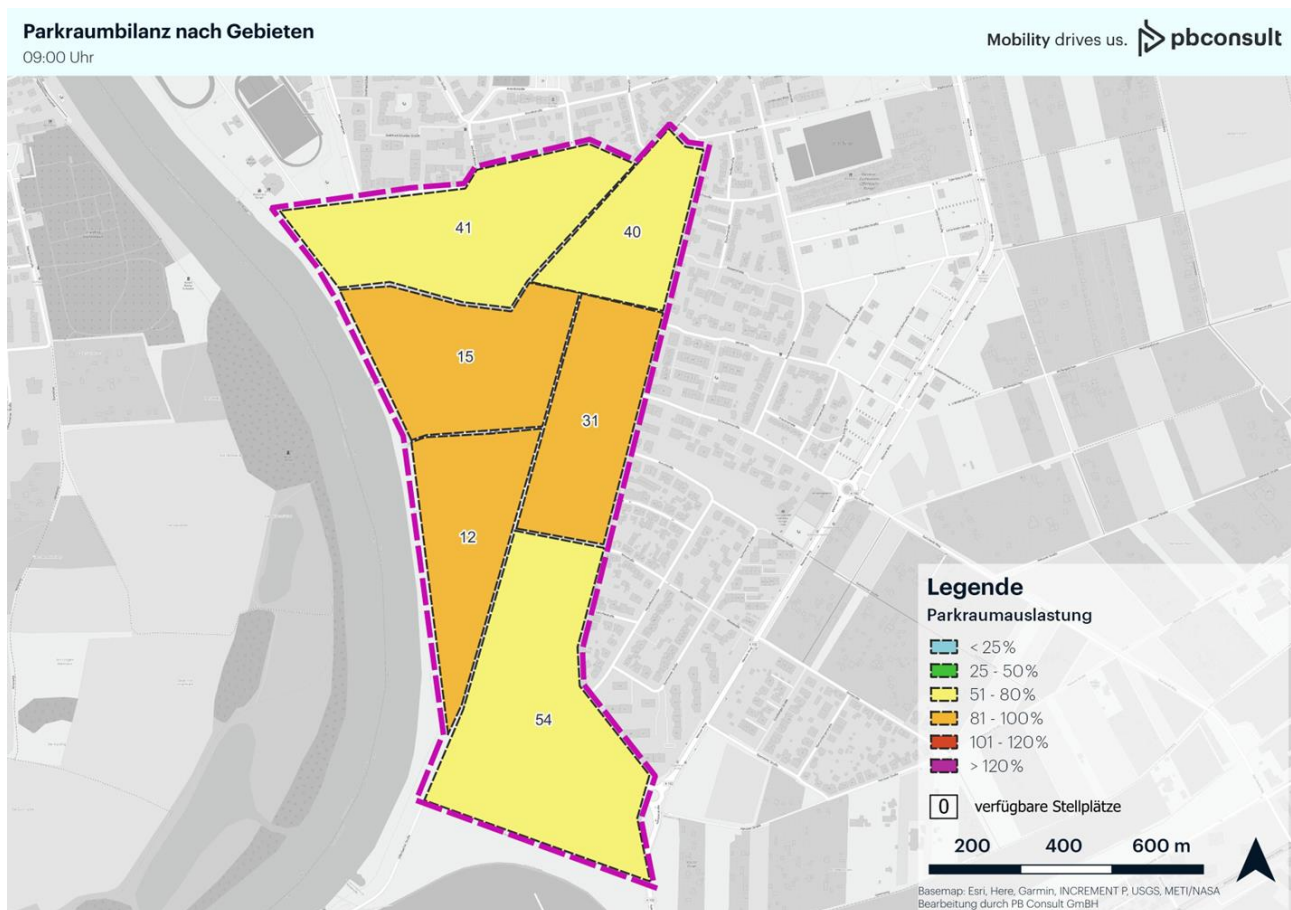 Parkraumbilanz nach Gebieten
09:00 Uhr
Mobility drives us. pbconsult
41
40
15
31
12
54
Legende
Parkraumauslastung
< 25%
25 - 50%
51 - 80%
81 - 100%
101 - 120%
> 120%
0 verfügbare Stellplätze
200 400 600 m
Basemap: Esri, Here, Garmin, INCREMENT P, USGS, METI/NASA
Bearbeitung durch PB Consult GmBH